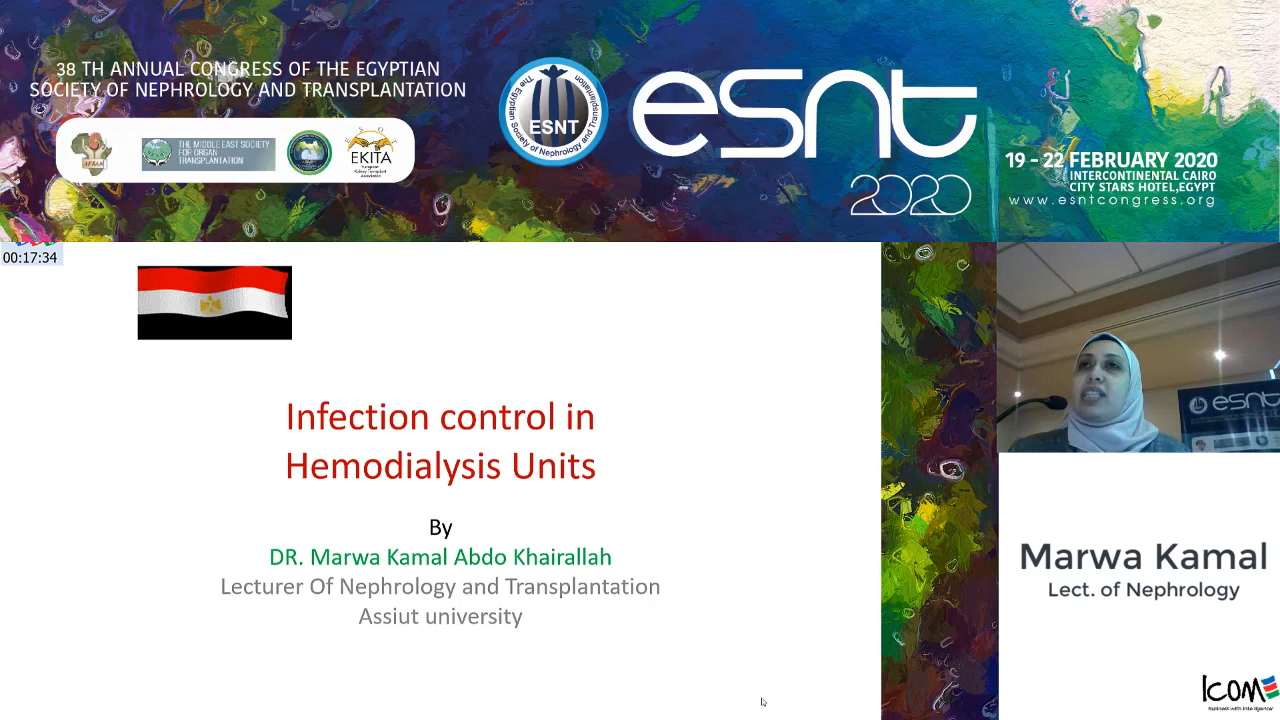 38 TH ANNUAL CONGRESS OF THE EGYPTIAN
SOCIETY OF NEPHROLOGY AND TRANSPLANTATION
AFRAN
THE MIDDLE EAST SOCIETY
FOR ORGAN
TRANSPLANTATION
EKITA
The Egyptian Society of Nephrology and Transplantation
ESNT
esnt
2020
19 - 22 FEBRUARY 2020
INTERCONTINENTAL CAIRO
CITY STARS HOTEL,EGYPT
www.esntcongress.org
00:17:34
Infection control in
Hemodialysis Units
By
DR. Marwa Kamal Abdo Khairallah
Lecturer Of Nephrology and Transplantation
Assiut university
esnt
Marwa Kamal
Lect. of Nephrology
ICOM